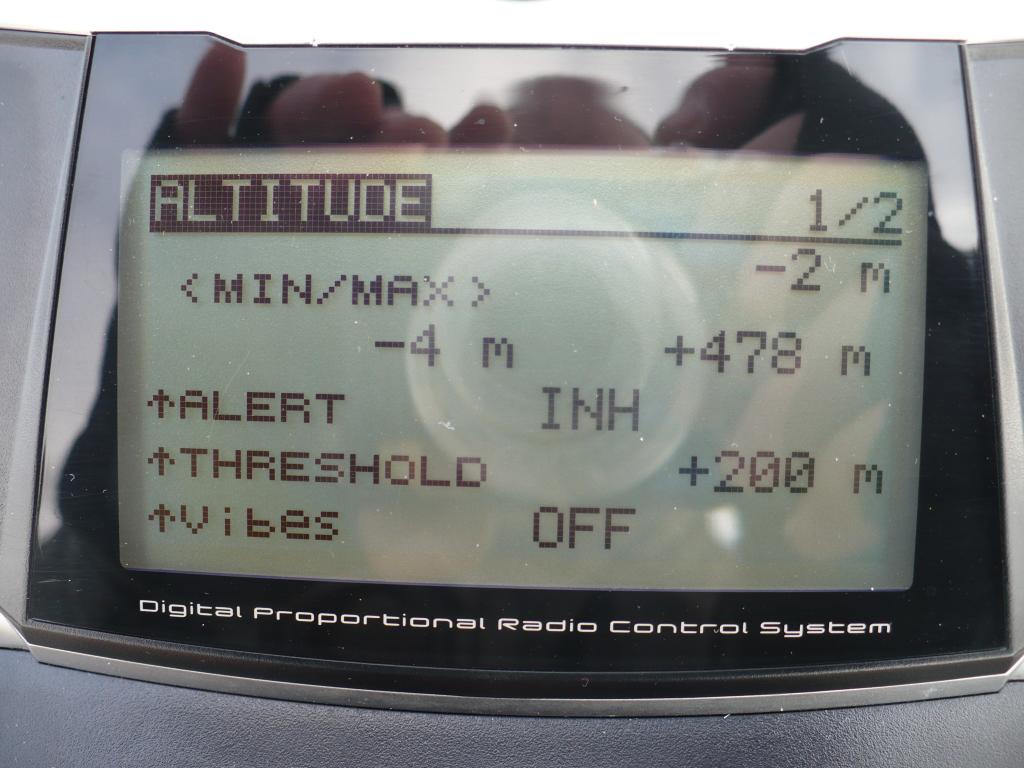 ALTITUDE 1/2
-2 m
<MIN/MAX>
-4 m +478 m
↑ALERT INH
↑THRESHOLD +200 m
↑Vibes OFF
Digital Proportional Radio Control System